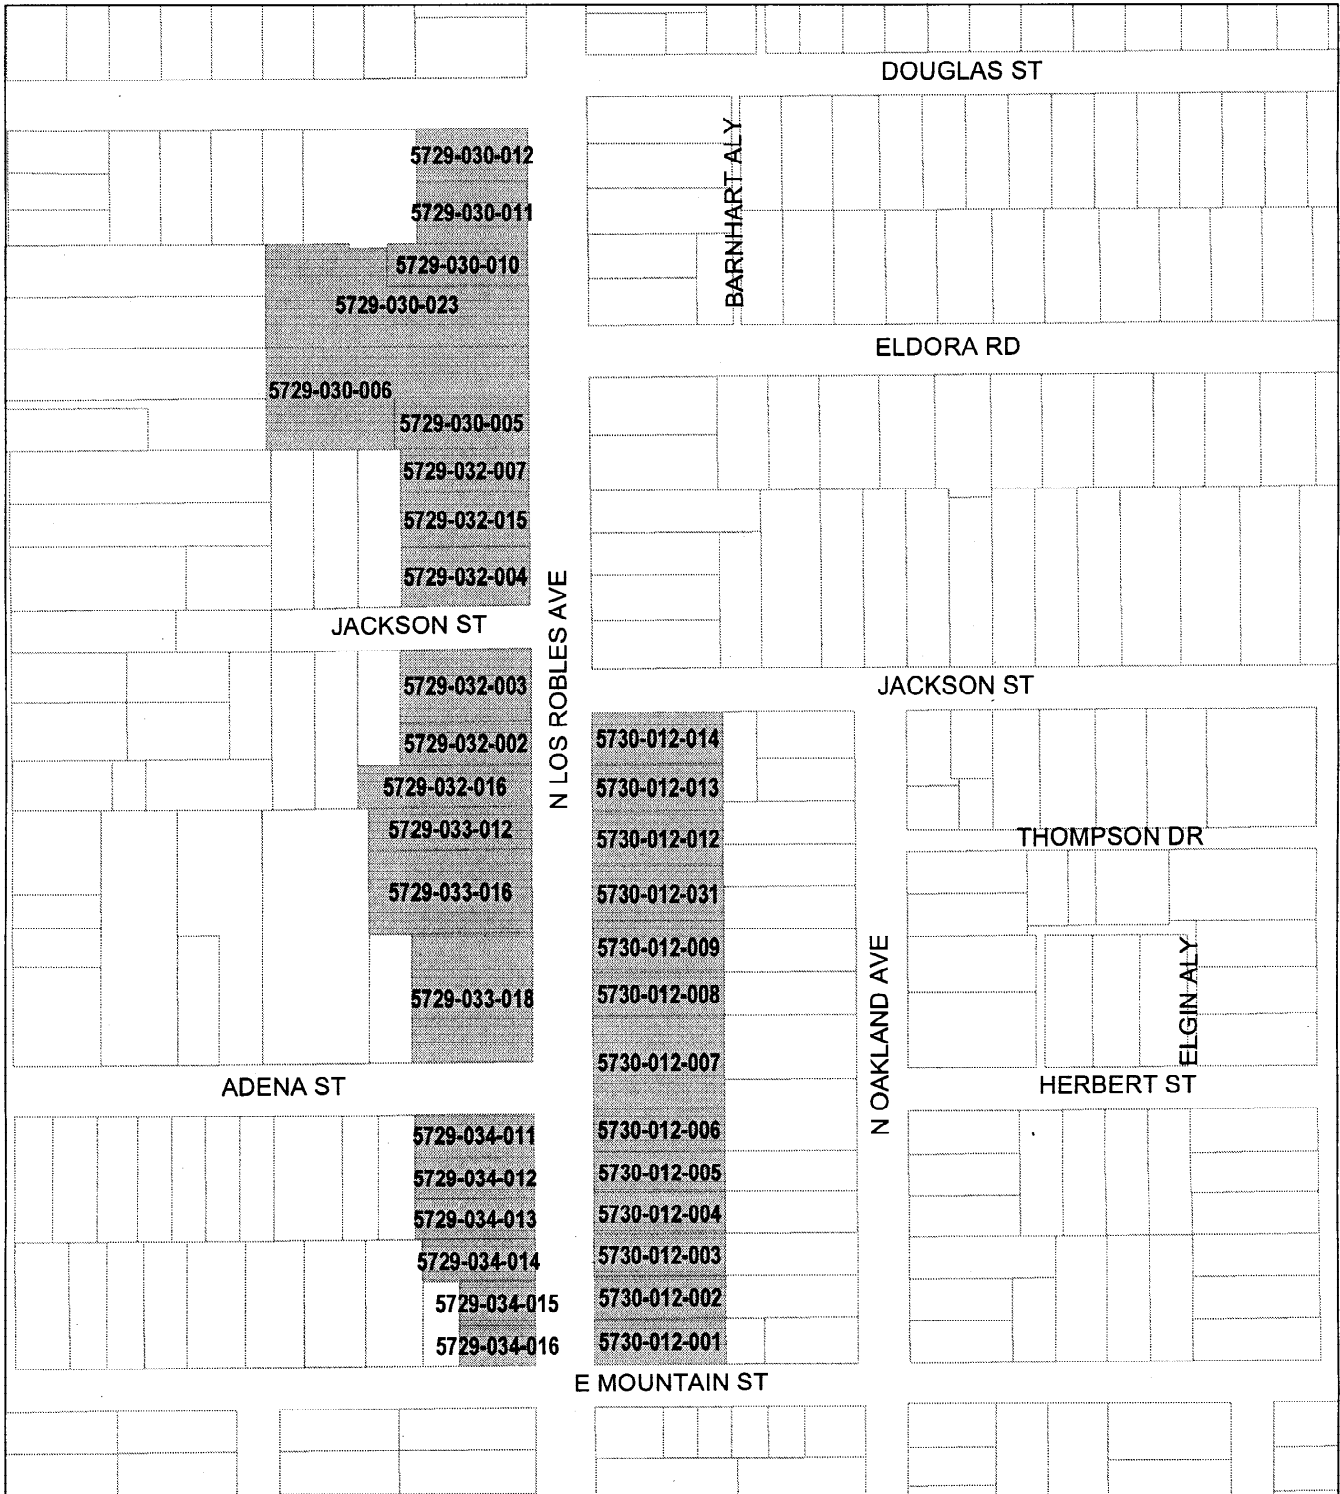 DOUGLAS ST
BARNHART ALY
5729-030-012
5729-030-011
5729-030-010
5729-030-023
ELDORA RD
5729-030-006
5729-030-005
5729-032-007
5729-032-015
5729-032-004
JACKSON ST
N LOS ROBLES AVE
5729-032-003
JACKSON ST
5729-032-002
5730-012-014
5729-032-016
5730-012-013
5729-033-012
5730-012-012
THOMPSON DR
5729-033-016
5730-012-031
5730-012-009
N OAKLAND AVE
ELGIN ALY
5729-033-018
5730-012-008
5730-012-007
ADENA ST
HERBERT ST
5729-034-011
5730-012-006
5729-034-012
5730-012-005
5729-034-013
5730-012-004
5729-034-014
5730-012-003
5729-034-015
5730-012-002
5729-034-016
5730-012-001
E MOUNTAIN ST